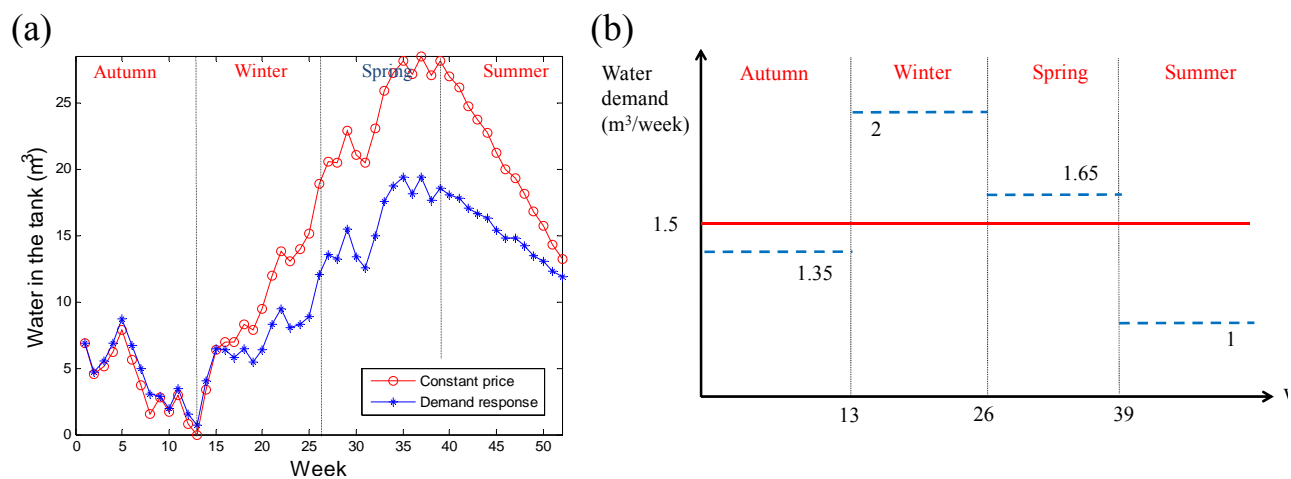 (a)
Autumn Winter Spring Summer
Water in the tank (m³)
25
20
15
10
5
0
Constant price
Demand response
0 5 10 15 20 25 30 35 40 45 50
Week
(b)
Water
demand
(m³/week)
Autumn Winter Spring Summer
2
1.65
1.5
1.35
1
13 26 39